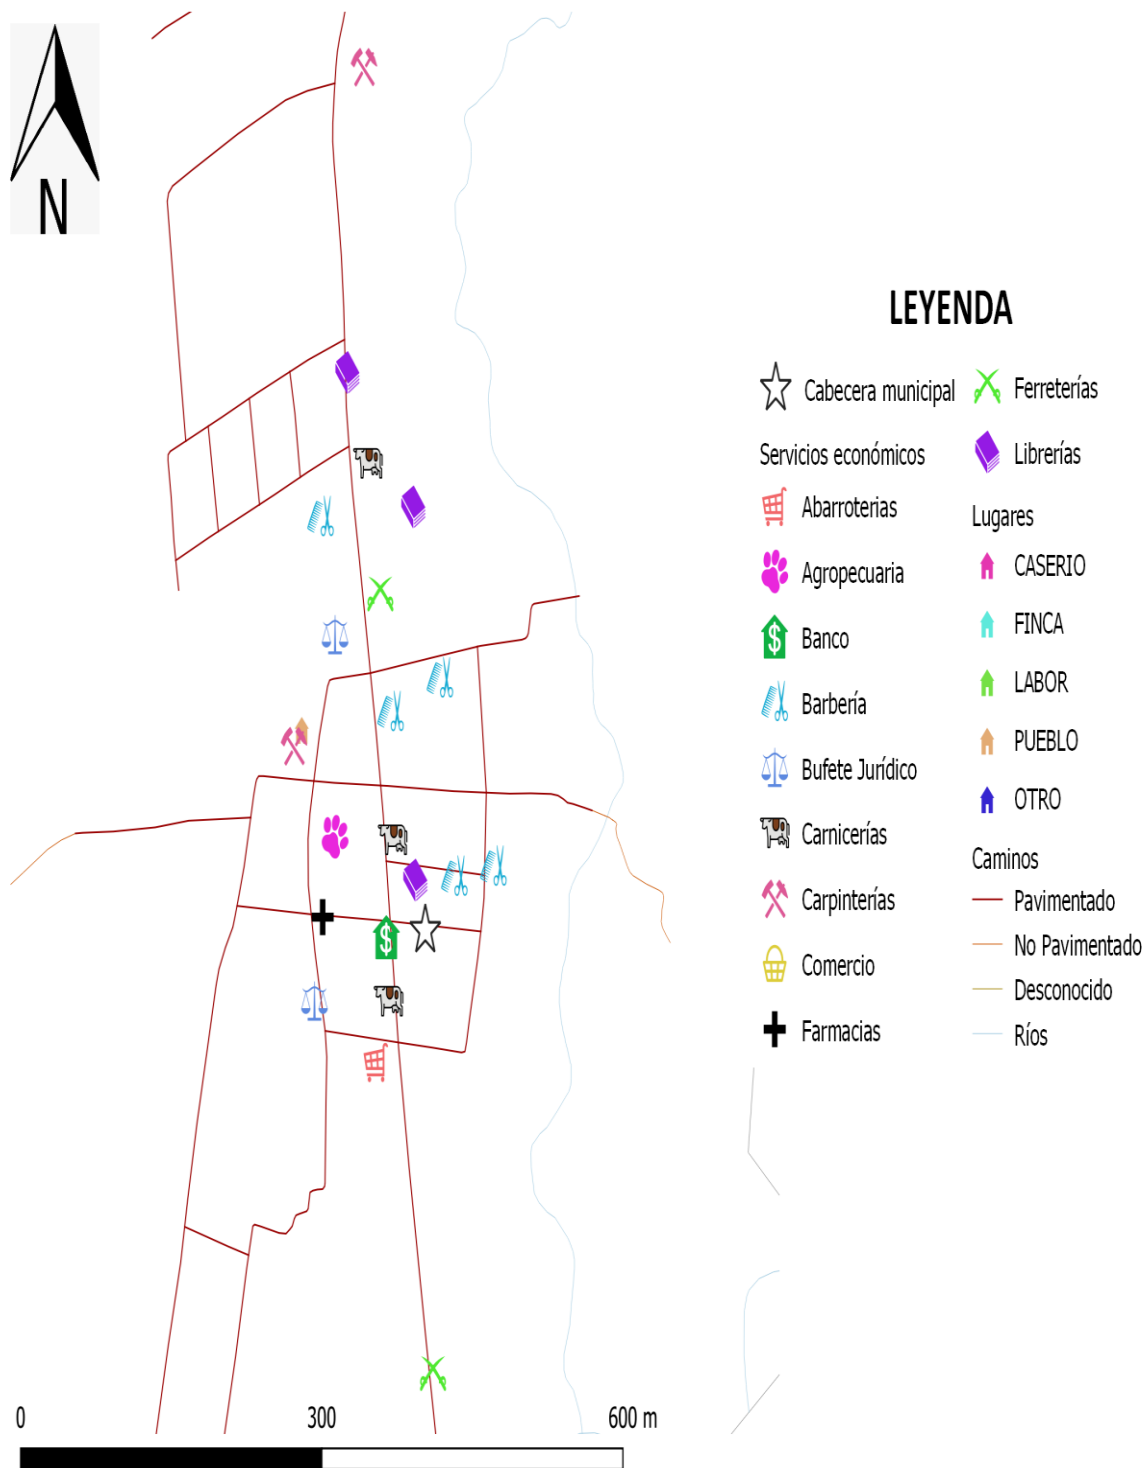 N
LEYENDA
Cabecera municipal
Servicios económicos
Abarroterias
Agropecuaria
Banco
Barbería
Bufete Jurídico
Carnicerías
Carpinterías
Comercio
Farmacias
Ferreterías
Librerías
Lugares
CASERIO
FINCA
LABOR
PUEBLO
OTRO
Caminos
Pavimentado
No Pavimentado
Desconocido
Ríos
0 300 600 m